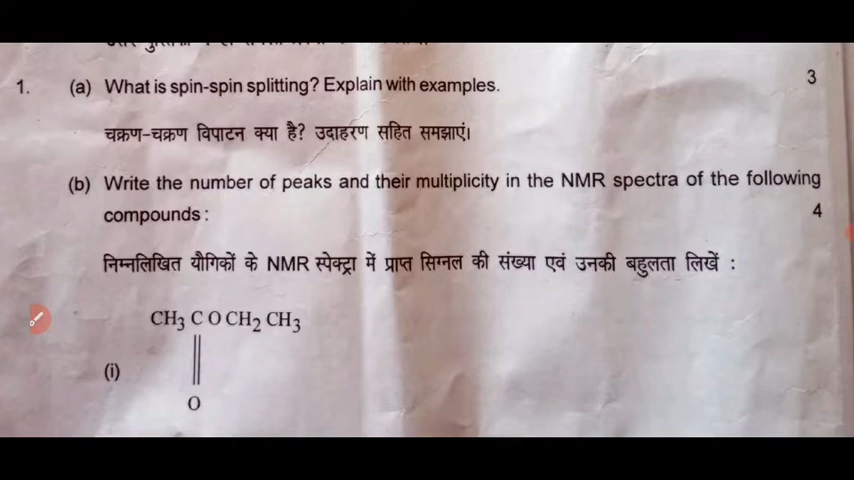 1. (a) What is spin-spin splitting? Explain with examples. 3
चक्रण-चक्रण विपाटन क्या है? उदाहरण सहित समझाएं।
(b) Write the number of peaks and their multiplicity in the NMR spectra of the following
compounds : 4
निम्नलिखित यौगिकों के NMR स्पेक्ट्रा में प्राप्त सिग्नल की संख्या एवं उनकी बहुलता लिखें :
CH₃ C O CH₂ CH₃
(i) ||
O